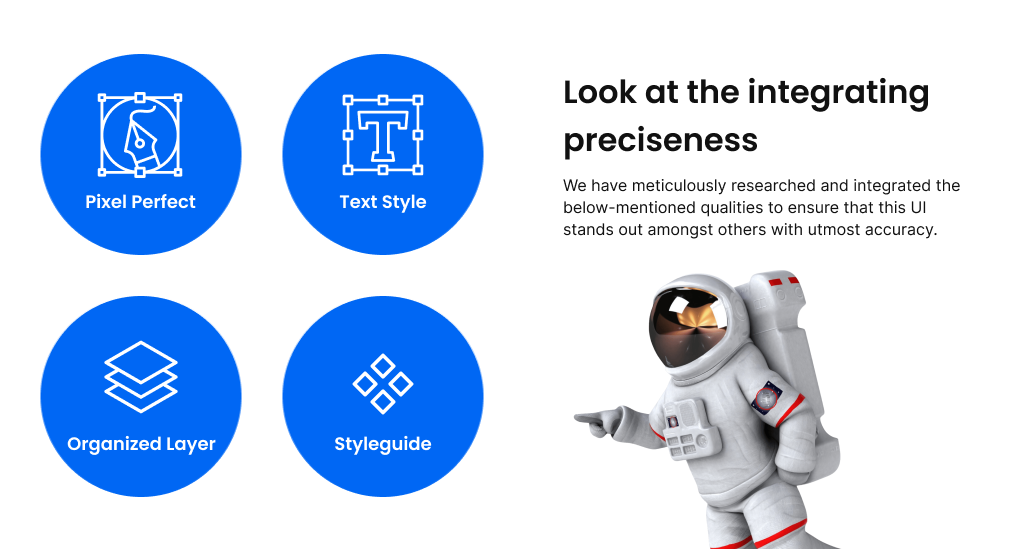 Pixel Perfect
Text Style
Organized Layer
Styleguide
Look at the integrating
preciseness
We have meticulously researched and integrated the
below-mentioned qualities to ensure that this UI
stands out amongst others with utmost accuracy.